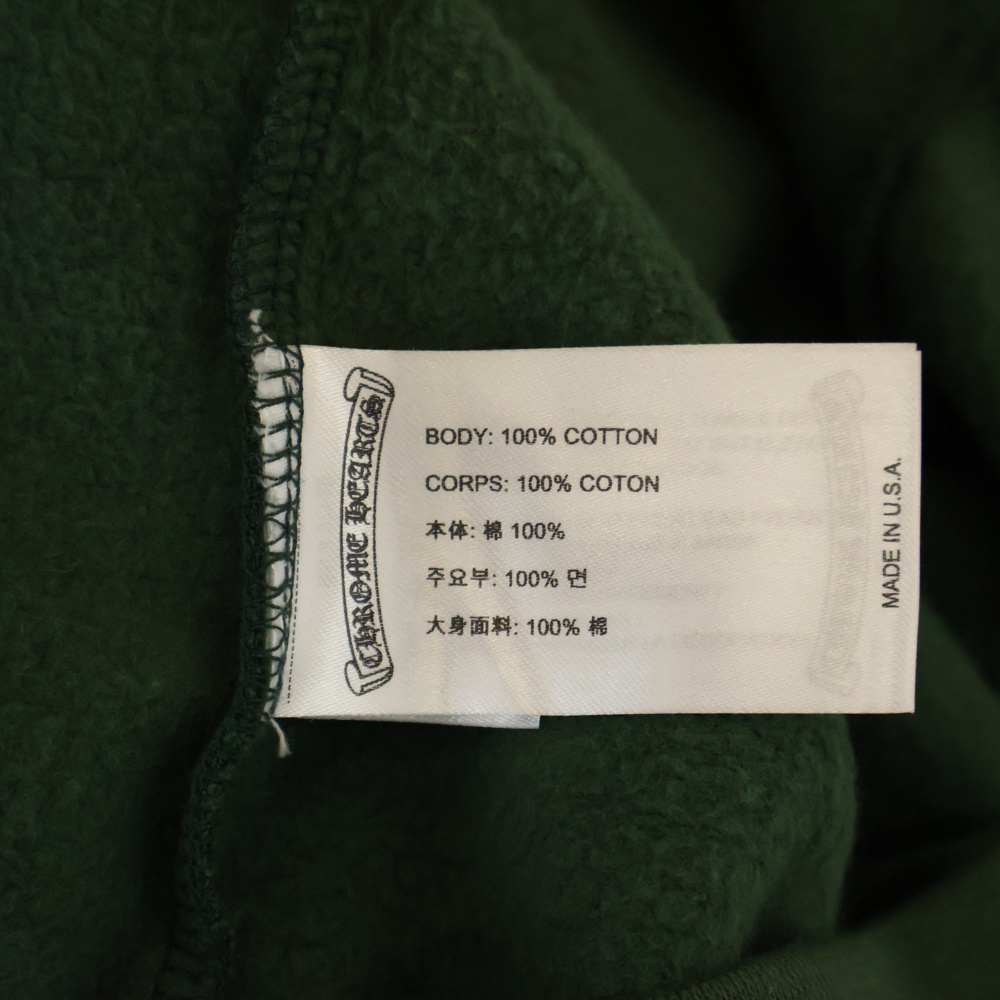 CHROME HEARTS
BODY: 100% COTTON
CORPS: 100% COTON
本体: 棉 100%
주요부: 100% 면
大身面料: 100% 棉
MADE IN U.S.A.